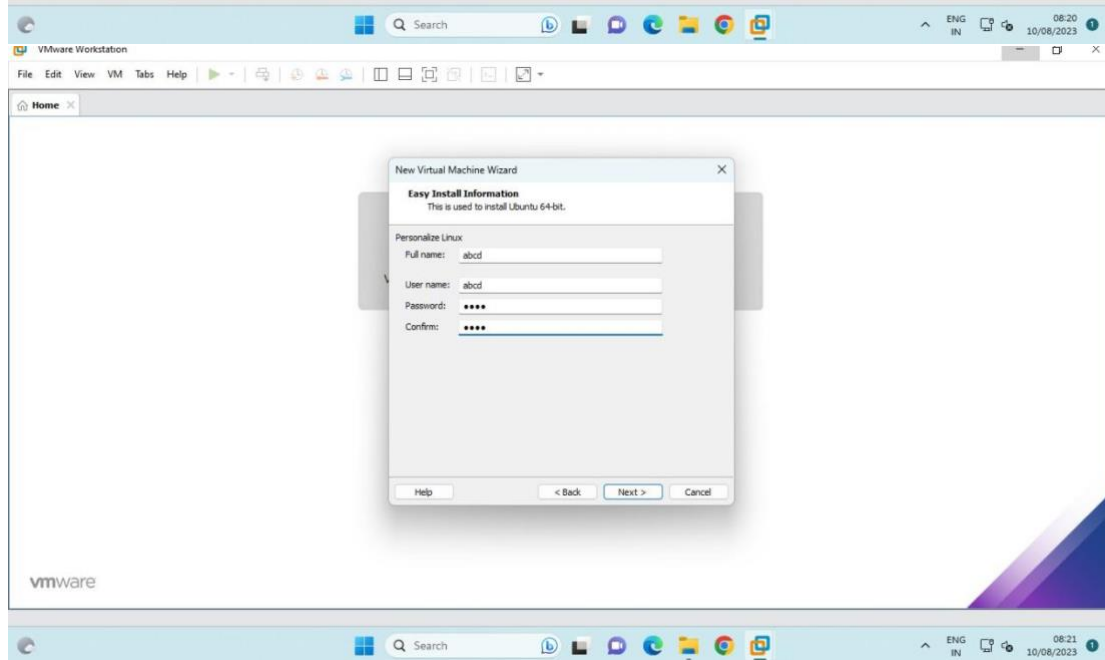 Search
ENG
IN
08:20
10/08/2023
1
VMware Workstation
File Edit View VM Tabs Help
Home
New Virtual Machine Wizard
Easy Install Information
This is used to install Ubuntu 64-bit.
Personalize Linux
Full name: abcd
User name: abcd
Password: ••••
Confirm: ••••
Help < Back Next > Cancel
vmware
Search
ENG
IN
08:21
10/08/2023
1